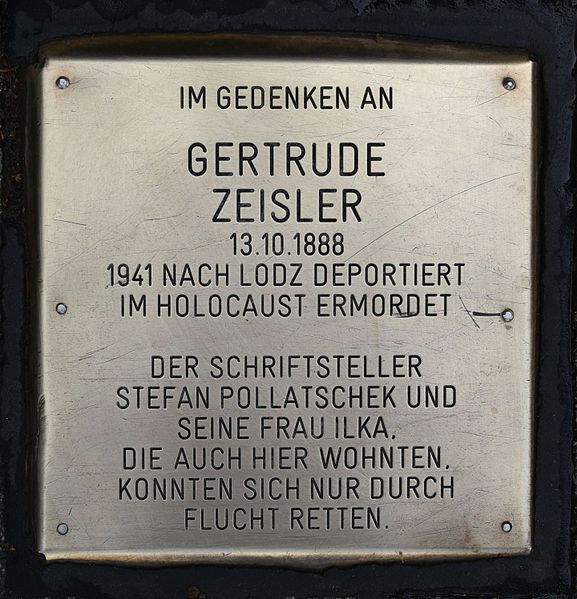 IM GEDENKEN AN
GERTRUDE
ZEISLER
13.10.1888
1941 NACH LODZ DEPORTIERT
IM HOLOCAUST ERMORDET
DER SCHRIFTSTELLER
STEFAN POLLATSCHEK UND
SEINE FRAU ILKA,
DIE AUCH HIER WOHNTEN,
KONNTEN SICH NUR DURCH
FLUCHT RETTEN.